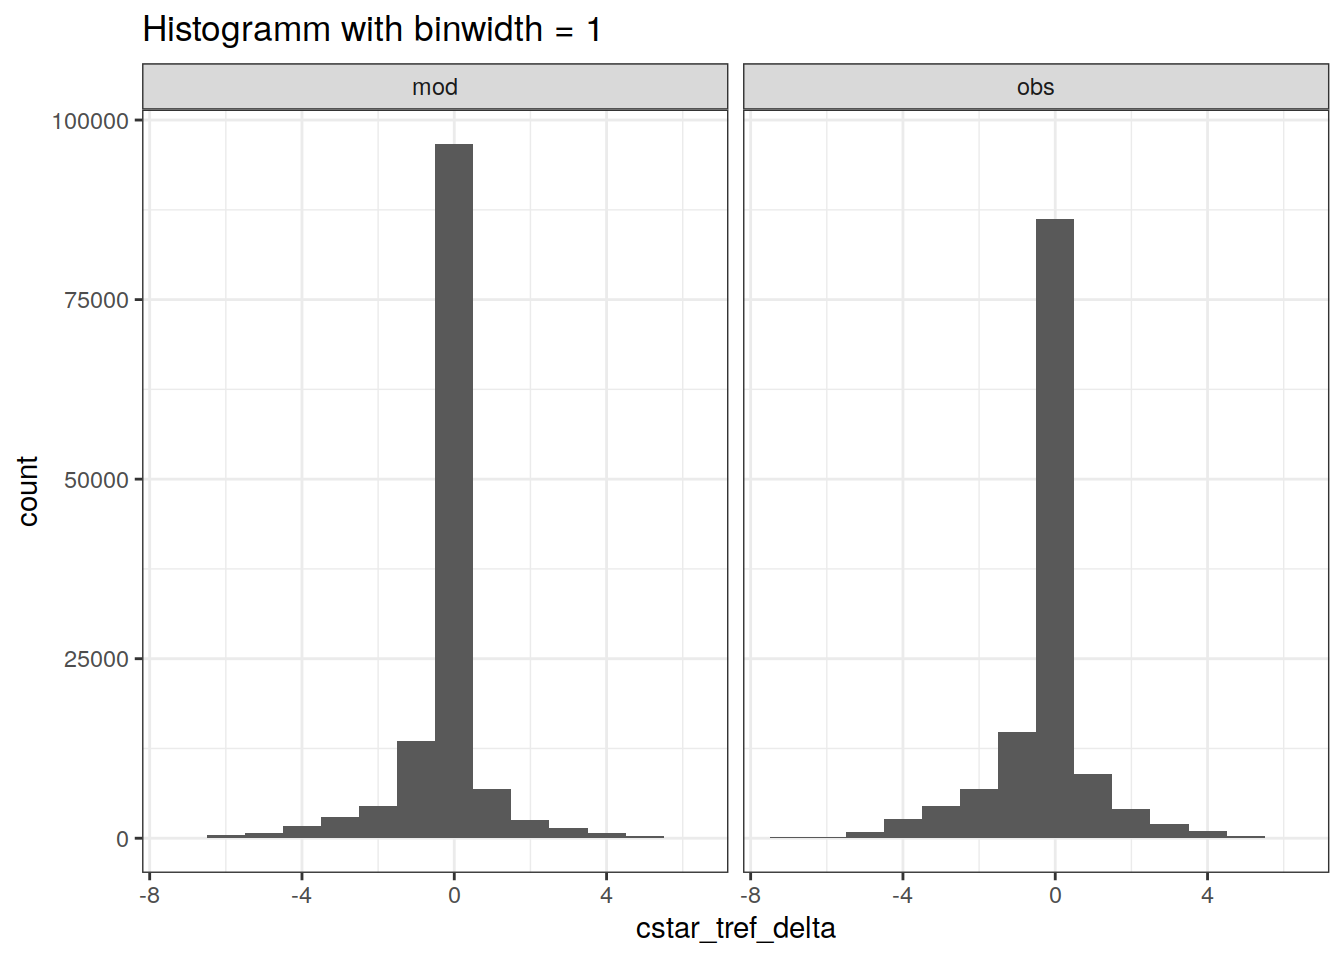 Histogramm with binwidth = 1
mod
obs
100000
75000
50000
25000
0
count
-8
-4
0
4
-8
-4
0
4
cstar_tref_delta